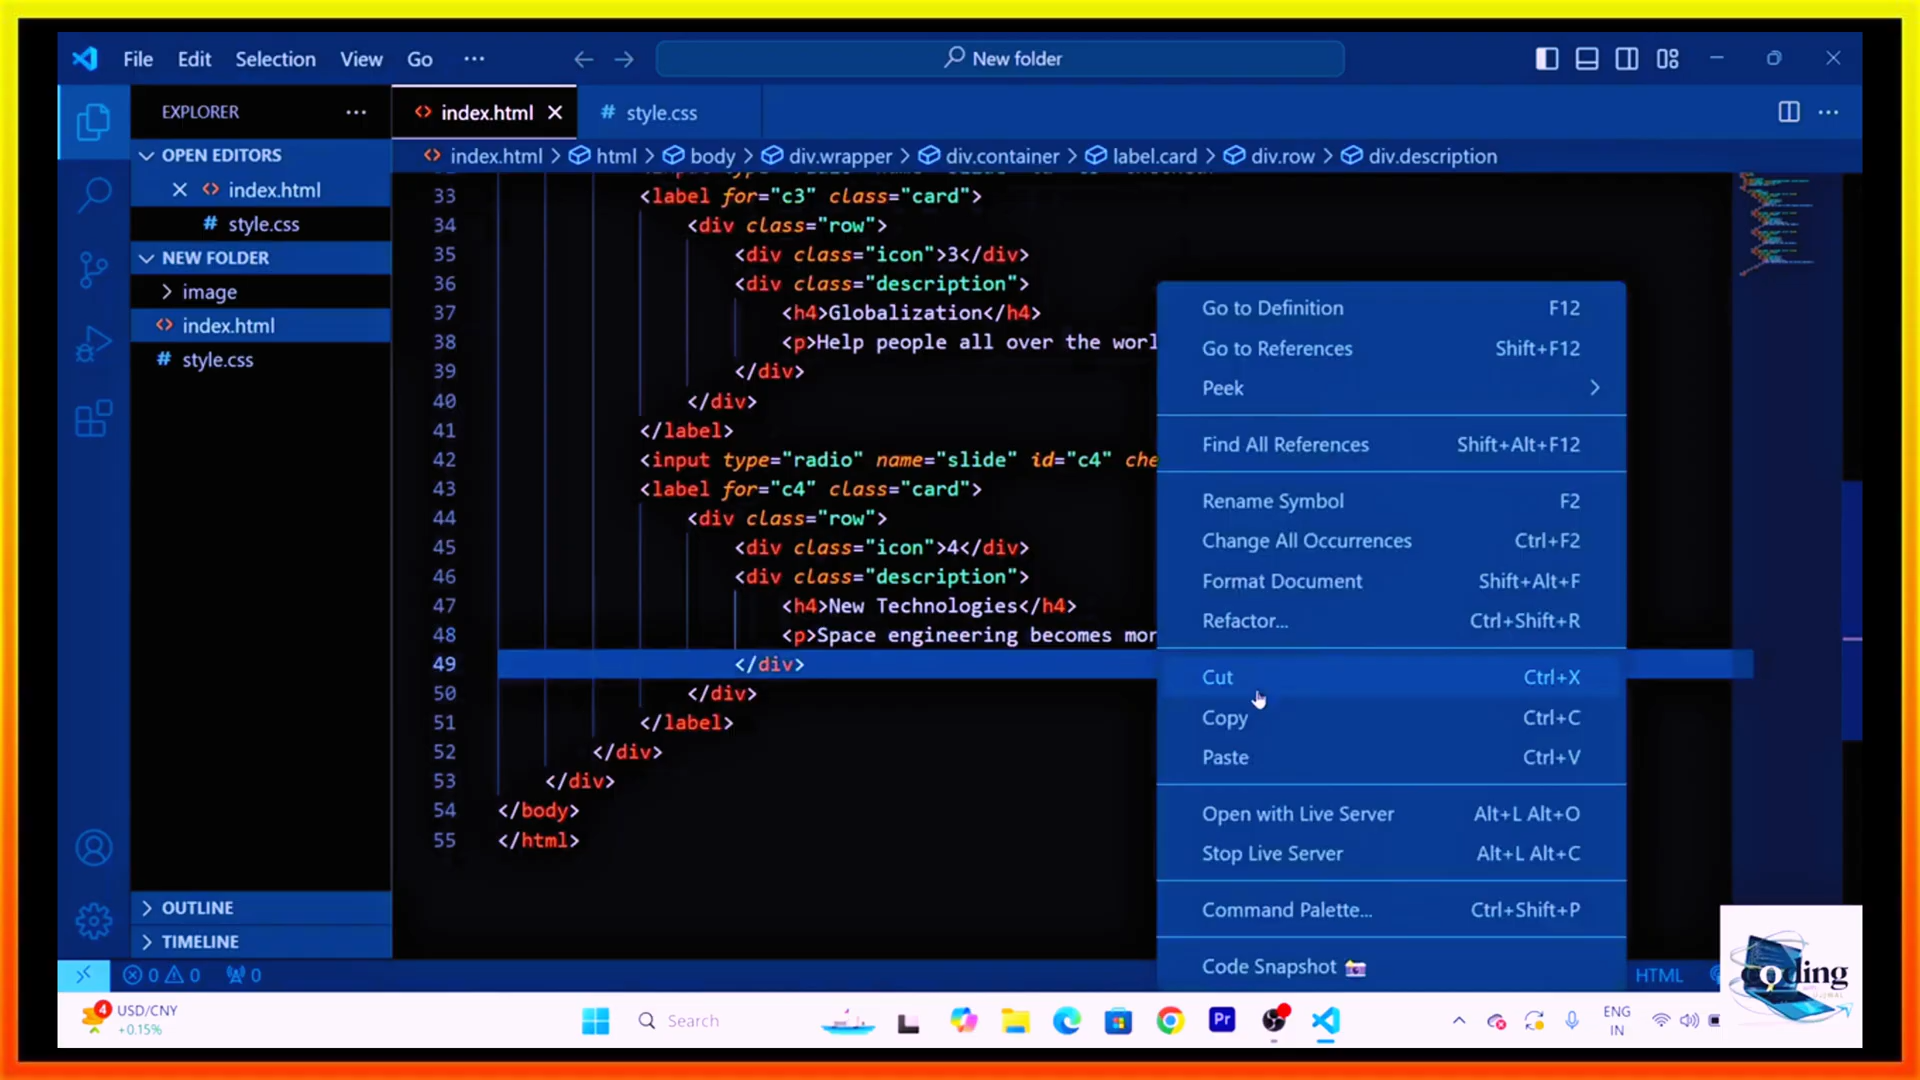 File Edit Selection View Go ...
New folder
EXPLORER ...
index.html
# style.css
index.html > html > body > div.wrapper > div.container > label.card > div.row > div.description
OPEN EDITORS
index.html
# style.css
NEW FOLDER
image
index.html
# style.css
33 <label for="c3" class="card">
34 <div class="row">
35 <div class="icon">3</div>
36 <div class="description">
37 <h4>Globalization</h4>
38 <p>Help people all over the worl
39 </div>
40 </div>
41 </label>
42 <input type="radio" name="slide" id="c4" che
43 <label for="c4" class="card">
44 <div class="row">
45 <div class="icon">4</div>
46 <div class="description">
47 <h4>New Technologies</h4>
48 <p>Space engineering becomes mor
49 </div>
50 </div>
51 </label>
52 </div>
53 </div>
54 </body>
55 </html>
Go to Definition F12
Go to References Shift+F12
Peek
Find All References Shift+Alt+F12
Rename Symbol F2
Change All Occurrences Ctrl+F2
Format Document Shift+Alt+F
Refactor... Ctrl+Shift+R
Cut Ctrl+X
Copy Ctrl+C
Paste Ctrl+V
Open with Live Server Alt+L Alt+O
Stop Live Server Alt+L Alt+C
Command Palette... Ctrl+Shift+P
Code Snapshot
OUTLINE
TIMELINE
0 0 0
HTML
coding
4
USD/CNY
+0.15%
Search
Pr
ENG
IN